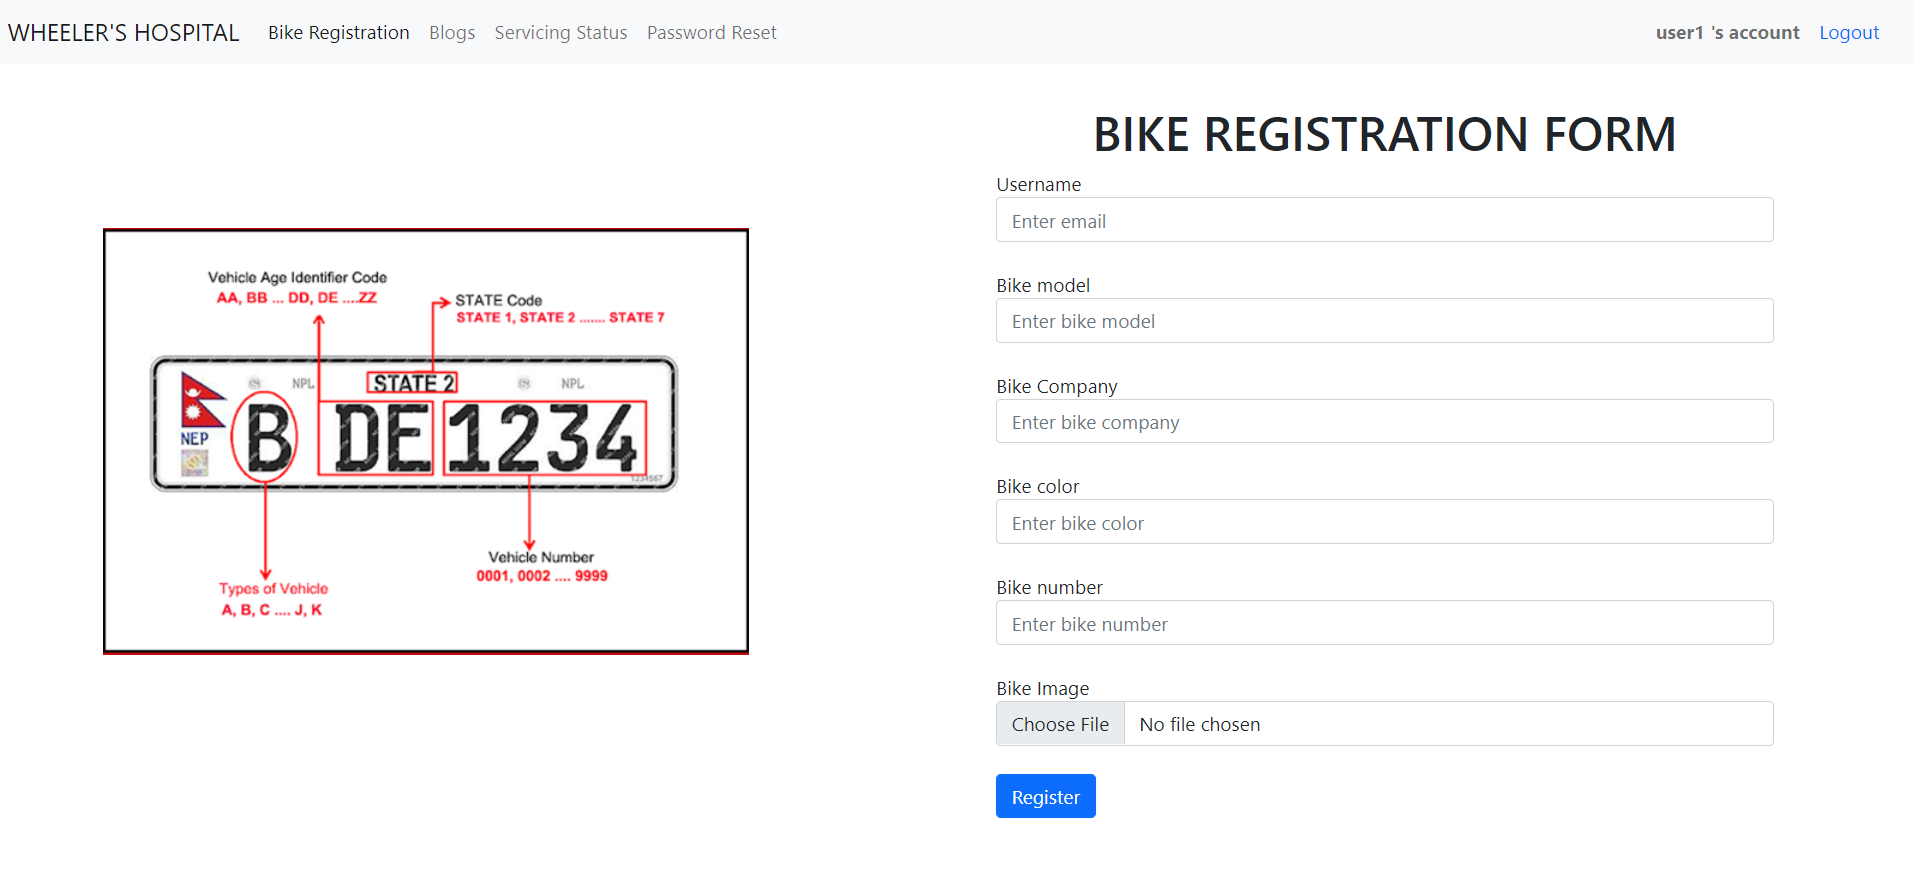 WHEELER'S HOSPITAL Bike Registration Blogs Servicing Status Password Reset user1 's account Logout
Vehicle Age Identifier Code
AA, BB ... DD, DE ....ZZ
STATE Code
STATE 1, STATE 2 ....... STATE 7
NPL STATE 2 NPL
NEP
B DE 1234
1234567
Vehicle Number
0001, 0002 .... 9999
Types of Vehicle
A, B, C .... J, K
BIKE REGISTRATION FORM
Username
Enter email
Bike model
Enter bike model
Bike Company
Enter bike company
Bike color
Enter bike color
Bike number
Enter bike number
Bike Image
Choose File No file chosen
Register